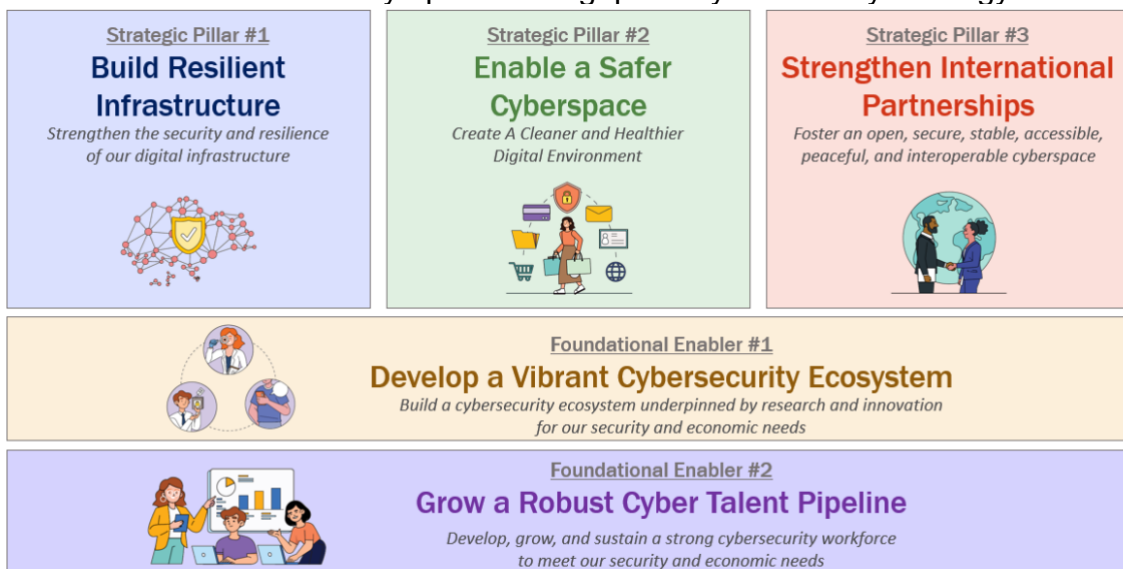 Strategic Pillar #1
Build Resilient
Infrastructure
Strengthen the security and resilience
of our digital infrastructure
Strategic Pillar #2
Enable a Safer
Cyberspace
Create A Cleaner and Healthier
Digital Environment
Strategic Pillar #3
Strengthen International
Partnerships
Foster an open, secure, stable, accessible,
peaceful, and interoperable cyberspace
Foundational Enabler #1
Develop a Vibrant Cybersecurity Ecosystem
Build a cybersecurity ecosystem underpinned by research and innovation
for our security and economic needs
Foundational Enabler #2
Grow a Robust Cyber Talent Pipeline
Develop, grow, and sustain a strong cybersecurity workforce
to meet our security and economic needs